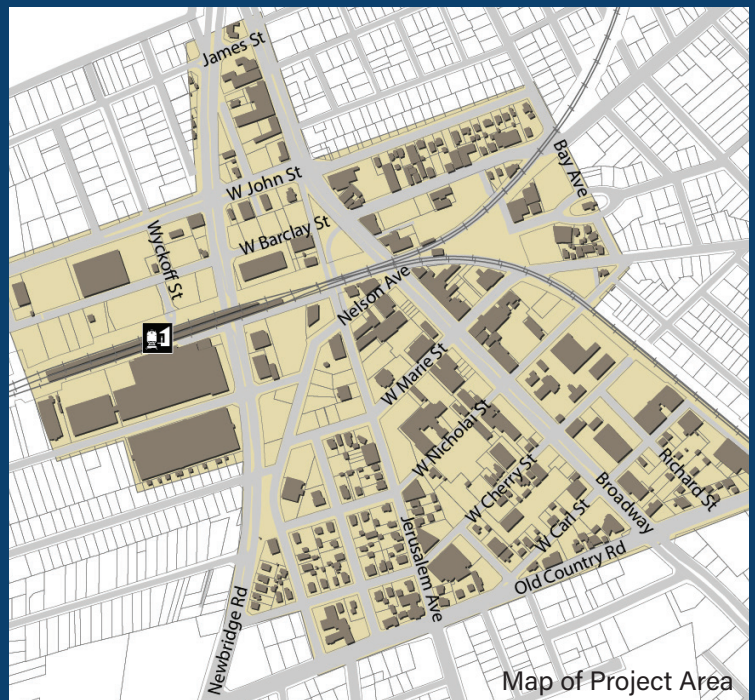 James St
Bay Ave
W John St
Wyckoff St
W Barclay St
Nelson Ave
W Marie St
W Nicholai St
W Cherry St
Richard St
Broadway
W Carl St
Jerusalem Ave
Old Country Rd
Newbridge Rd
Map of Project Area